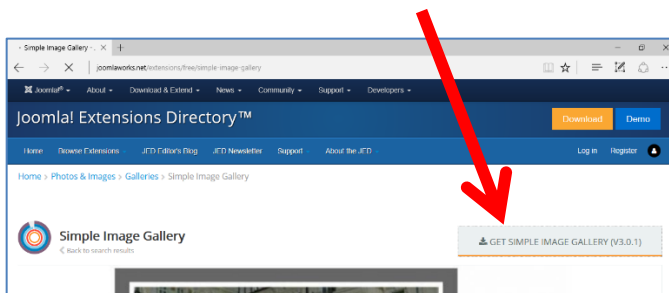 - Simple Image Gallery - .
joomlaworks.net/extensions/free/simple-image-gallery
Joomla!® About Download & Extend News Community Support Developers
Joomla! Extensions Directory™ Download Demo
Home Browse Extensions JED Editor's Blog JED Newsletter Support About the JED Log in Register
Home > Photos & Images > Galleries > Simple Image Gallery
Simple Image Gallery
GET SIMPLE IMAGE GALLERY (V3.0.1)
< Back to search results